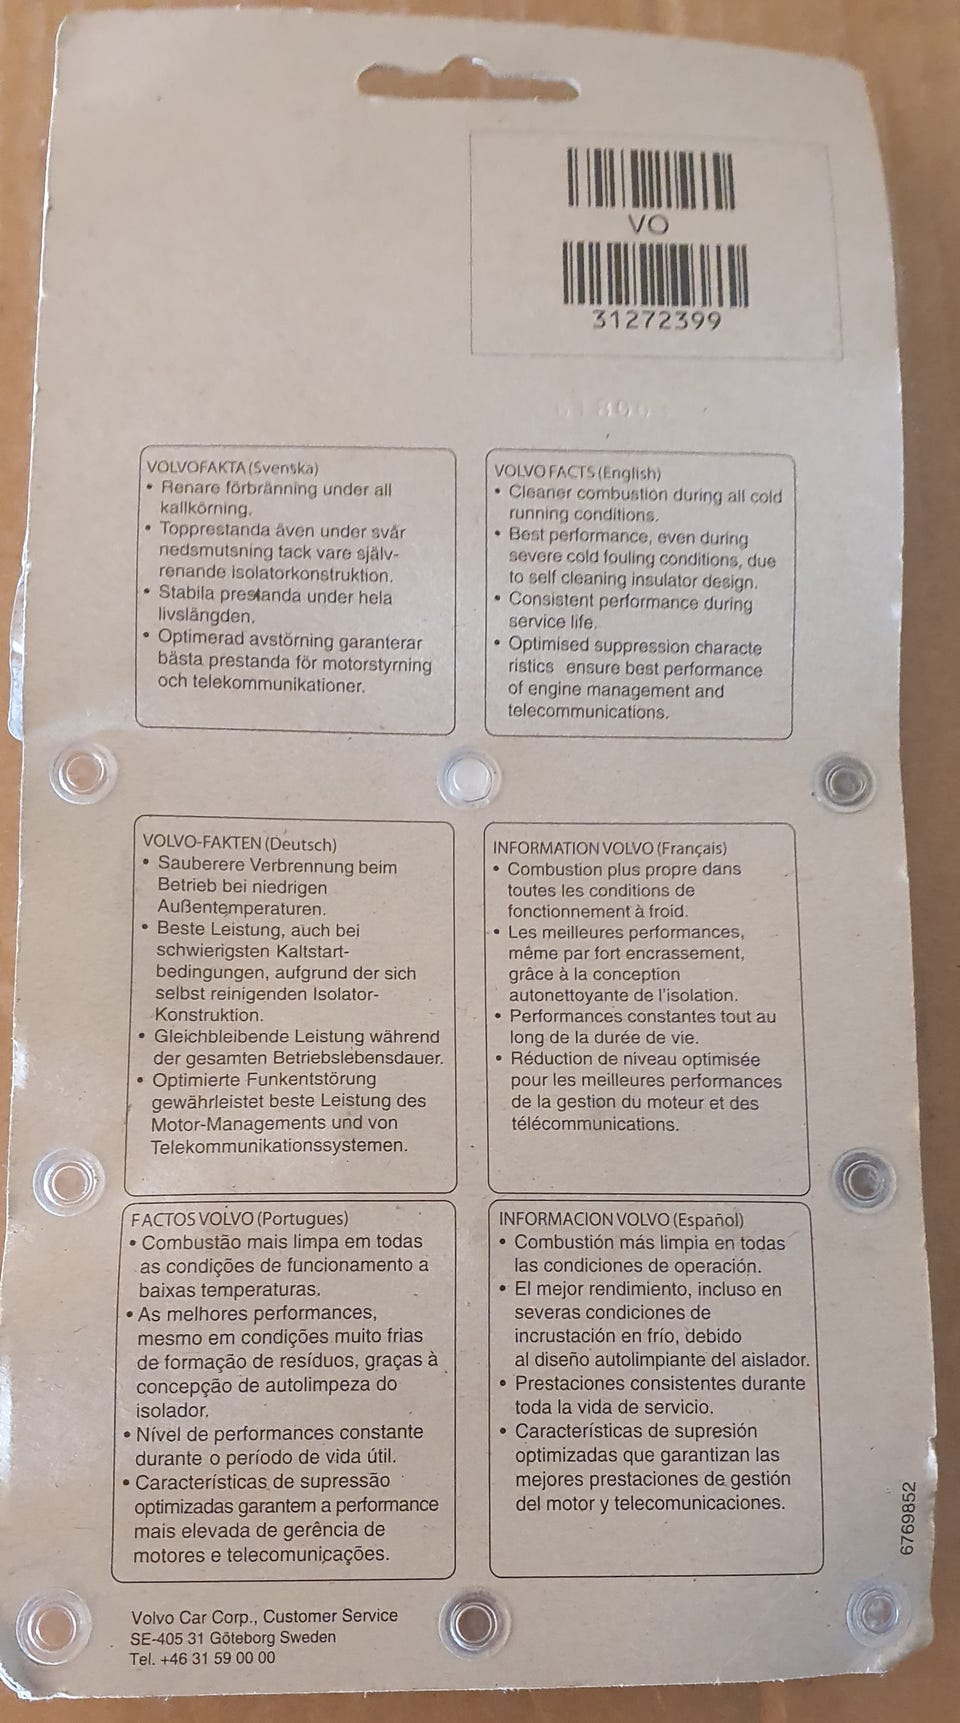 VO
31272399
VOLVOFAKTA (Svenska)
• Renare förbränning under all
kallkörning.
• Topprestanda även under svår
nedsmutsning tack vare själv-
renande isolatorkonstruktion.
• Stabila prestanda under hela
livslängden.
• Optimerad avstörning garanterar
bästa prestanda för motorstyrning
och telekommunikationer.
VOLVO FACTS (English)
• Cleaner combustion during all cold
running conditions.
• Best performance, even during
severe cold fouling conditions, due
to self cleaning insulator design.
• Consistent performance during
service life.
• Optimised suppression characte
ristics ensure best performance
of engine management and
telecommunications.
VOLVO-FAKTEN (Deutsch)
• Sauberere Verbrennung beim
Betrieb bei niedrigen
Außentemperaturen.
• Beste Leistung, auch bei
schwierigsten Kaltstart-
bedingungen, aufgrund der sich
selbst reinigenden Isolator-
Konstruktion.
• Gleichbleibende Leistung während
der gesamten Betriebslebensdauer.
• Optimierte Funkentstörung
gewährleistet beste Leistung des
Motor-Managements und von
Telekommunikationssystemen.
INFORMATION VOLVO (Français)
• Combustion plus propre dans
toutes les conditions de
fonctionnement à froid.
• Les meilleures performances,
même par fort encrassement,
grâce à la conception
autonettoyante de l'isolation.
• Performances constantes tout au
long de la durée de vie.
• Réduction de niveau optimisée
pour les meilleures performances
de la gestion du moteur et des
télécommunications.
FACTOS VOLVO (Portugues)
• Combustão mais limpa em todas
as condições de funcionamento a
baixas temperaturas.
• As melhores performances,
mesmo em condições muito frias
de formação de resíduos, graças à
concepção de autolimpeza do
isolador.
• Nível de performances constante
durante o período de vida útil.
• Características de supressão
optimizadas garantem a performance
mais elevada de gerência de
motores e telecomunicações.
INFORMACION VOLVO (Español)
• Combustión más limpia en todas
las condiciones de operación.
• El mejor rendimiento, incluso en
severas condiciones de
incrustación en frío, debido
al diseño autolimpiante del aislador.
• Prestaciones consistentes durante
toda la vida de servicio.
• Características de supresión
optimizadas que garantizan las
mejores prestaciones de gestión
del motor y telecomunicaciones.
6769852
Volvo Car Corp., Customer Service
SE-405 31 Göteborg Sweden
Tel. +46 31 59 00 00